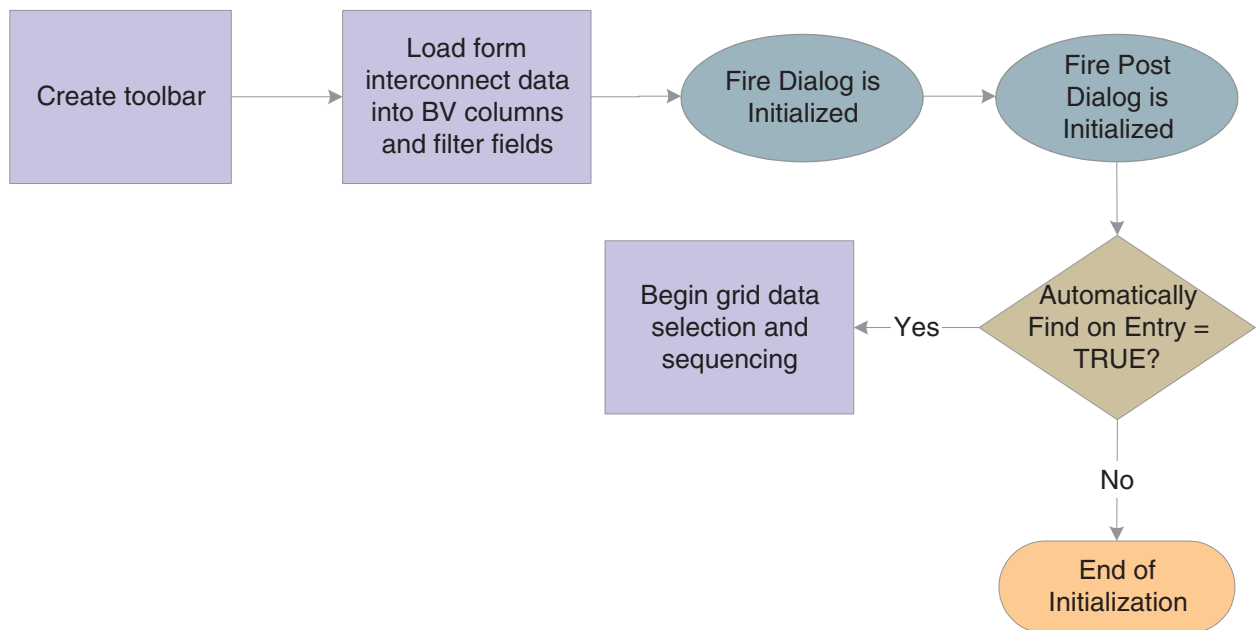 Create toolbar
Load form
interconnect data
into BV columns
and filter fields
Fire Dialog is
Initialized
Fire Post
Dialog is
Initialized
Automatically
Find on Entry =
TRUE?
Yes
Begin grid data
selection and
sequencing
No
End of
Initialization